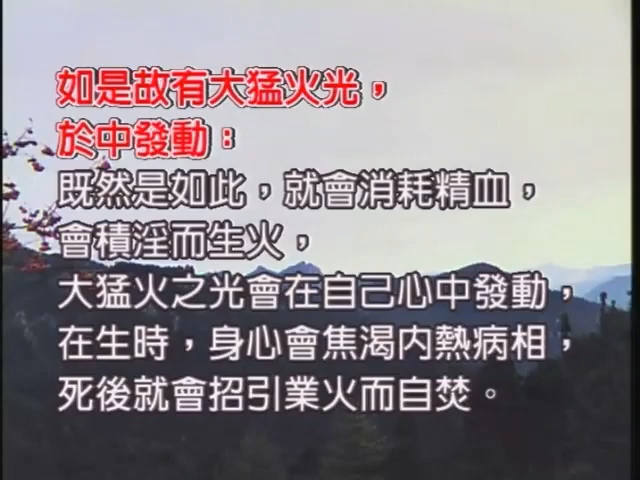 如是故有大猛火光，
於中發動：
既然是如此，就會消耗精血，
會積淫而生火，
大猛火之光會在自己心中發動，
在生時，身心會焦渴內熱病相，
死後就會招引業火而自焚。